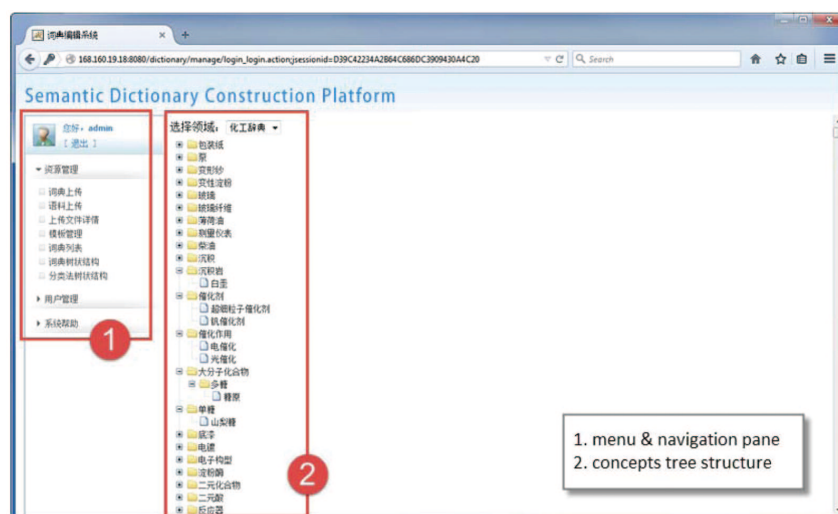 词典编辑系统
168.160.19.18:8080/dictionary/manage/login_login.action;jsessionid=D39C42234A2B64C686DC3909430A4C20
Search
Semantic Dictionary Construction Platform
您好，admin
[ 退出 ]
资源管理
词典上传
语料上传
上传文件详情
模板管理
词典列表
词典树状结构
分类法树状结构
用户管理
系统帮助
1
选择领域： 化工辞典
包装纸
泵
变形纱
变性淀粉
玻璃
玻璃纤维
薄荷油
测量仪表
柴油
沉积
沉积岩
白垩
催化剂
超细粒子催化剂
钒催化剂
催化作用
电催化
光催化
大分子化合物
多糖
糖原
单糖
山梨糖
底漆
电镀
电子构型
淀粉酶
二元化合物
二元酸
反应器
2
1. menu & navigation pane
2. concepts tree structure